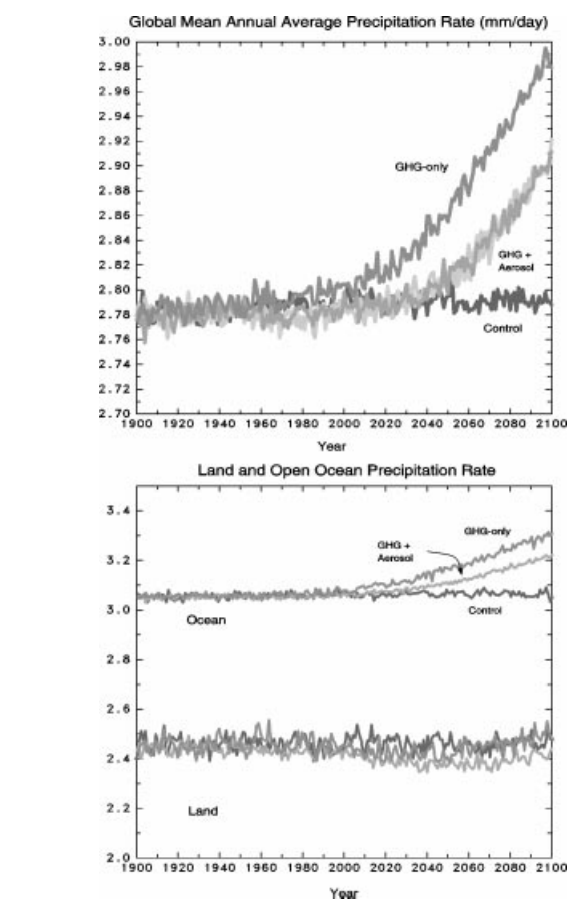 Global Mean Annual Average Precipitation Rate (mm/day)
3.00
2.98
2.96
2.94
2.92
2.90
2.88
2.86
2.84
2.82
2.80
2.78
2.76
2.74
2.72
2.70
GHG-only
GHG +
Aerosol
Control
1900 1920 1940 1960 1980 2000 2020 2040 2060 2080 2100
Year
Land and Open Ocean Precipitation Rate
3.4
3.2
3.0
2.8
2.6
2.4
2.2
2.0
GHG-only
GHG +
Aerosol
Control
Ocean
Land
1900 1920 1940 1960 1980 2000 2020 2040 2060 2080 2100
Year